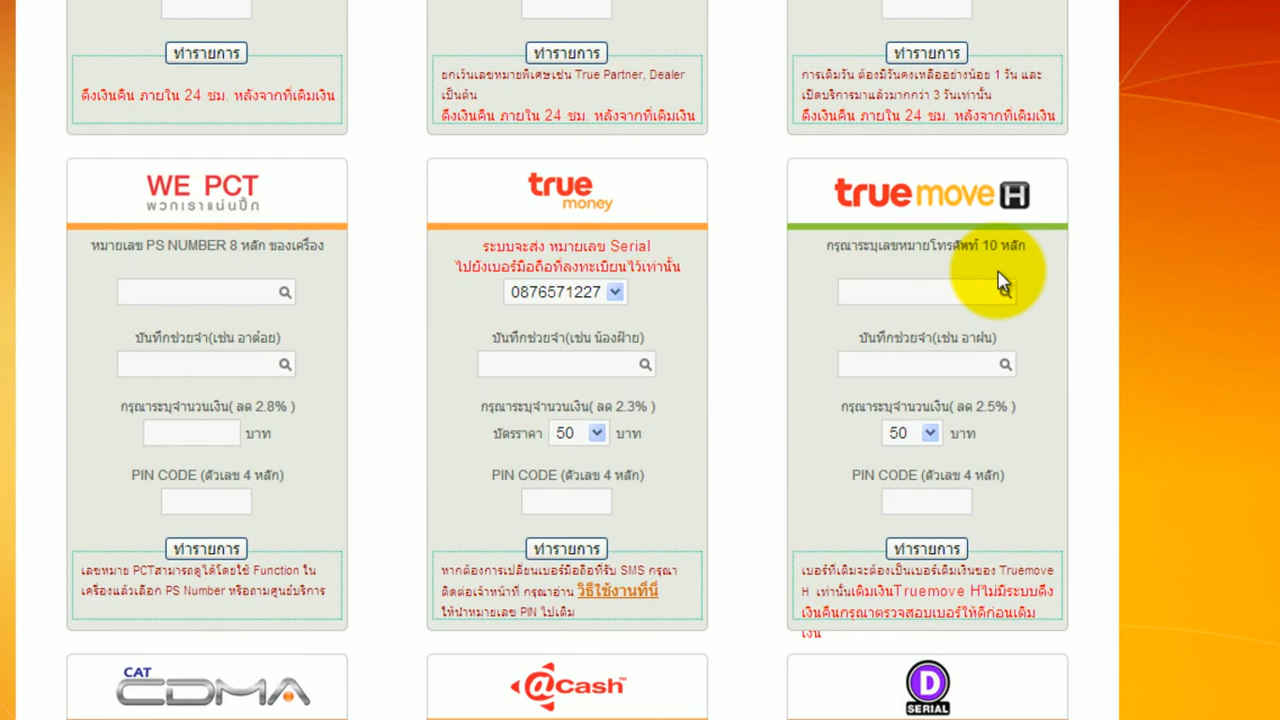 ทำรายการ
ดึงเงินคืน ภายใน 24 ชม. หลังจากที่เติมเงิน
ทำรายการ
ยกเว้นเลขหมายพิเศษเช่น True Partner, Dealer
เป็นต้น
ดึงเงินคืน ภายใน 24 ชม. หลังจากที่เติมเงิน
ทำรายการ
การเติมวัน ต้องมีวันคงเหลืออย่างน้อย 1 วัน และ
เปิดบริการมาแล้วมากกว่า 3 วันเท่านั้น
ดึงเงินคืน ภายใน 24 ชม. หลังจากที่เติมเงิน
WE PCT
พวกเราแน่นปึ้ก
หมายเลข PS NUMBER 8 หลัก ของเครื่อง
บันทึกช่วยจำ(เช่น อาต๋อย)
กรุณาระบุจำนวนเงิน( ลด 2.8% )
บาท
PIN CODE (ตัวเลข 4 หลัก)
ทำรายการ
เลขหมาย PCTสามารถดูได้โดยใช้ Function ใน
เครื่องแล้วเลือก PS Number หรือถามศูนย์บริการ
true
money
ระบบจะส่ง หมายเลข Serial
ไปยังเบอร์มือถือที่ลงทะเบียนไว้เท่านั้น
0876571227
บันทึกช่วยจำ(เช่น น้องฝ้าย)
กรุณาระบุจำนวนเงิน( ลด 2.3% )
บัตรราคา 50 บาท
PIN CODE (ตัวเลข 4 หลัก)
ทำรายการ
หากต้องการเปลี่ยนเบอร์มือถือที่รับ SMS กรุณา
ติดต่อเจ้าหน้าที่ กรุณาอ่าน วิธีใช้งานที่นี่
ให้นำหมายเลข PIN ไปเติม
truemove H
กรุณาระบุเลขหมายโทรศัพท์ 10 หลัก
บันทึกช่วยจำ(เช่น อาฝน)
กรุณาระบุจำนวนเงิน( ลด 2.5% )
50 บาท
PIN CODE (ตัวเลข 4 หลัก)
ทำรายการ
เบอร์ที่เติมจะต้องเป็นเบอร์เติมเงินของ Truemove
H เท่านั้นเติมเงินTruemove Hไม่มีระบบดึง
เงินคืนกรุณาตรวจสอบเบอร์ให้ดีก่อนเติม
เงิน
CAT
CDMA
@Cash™
D
SERIAL